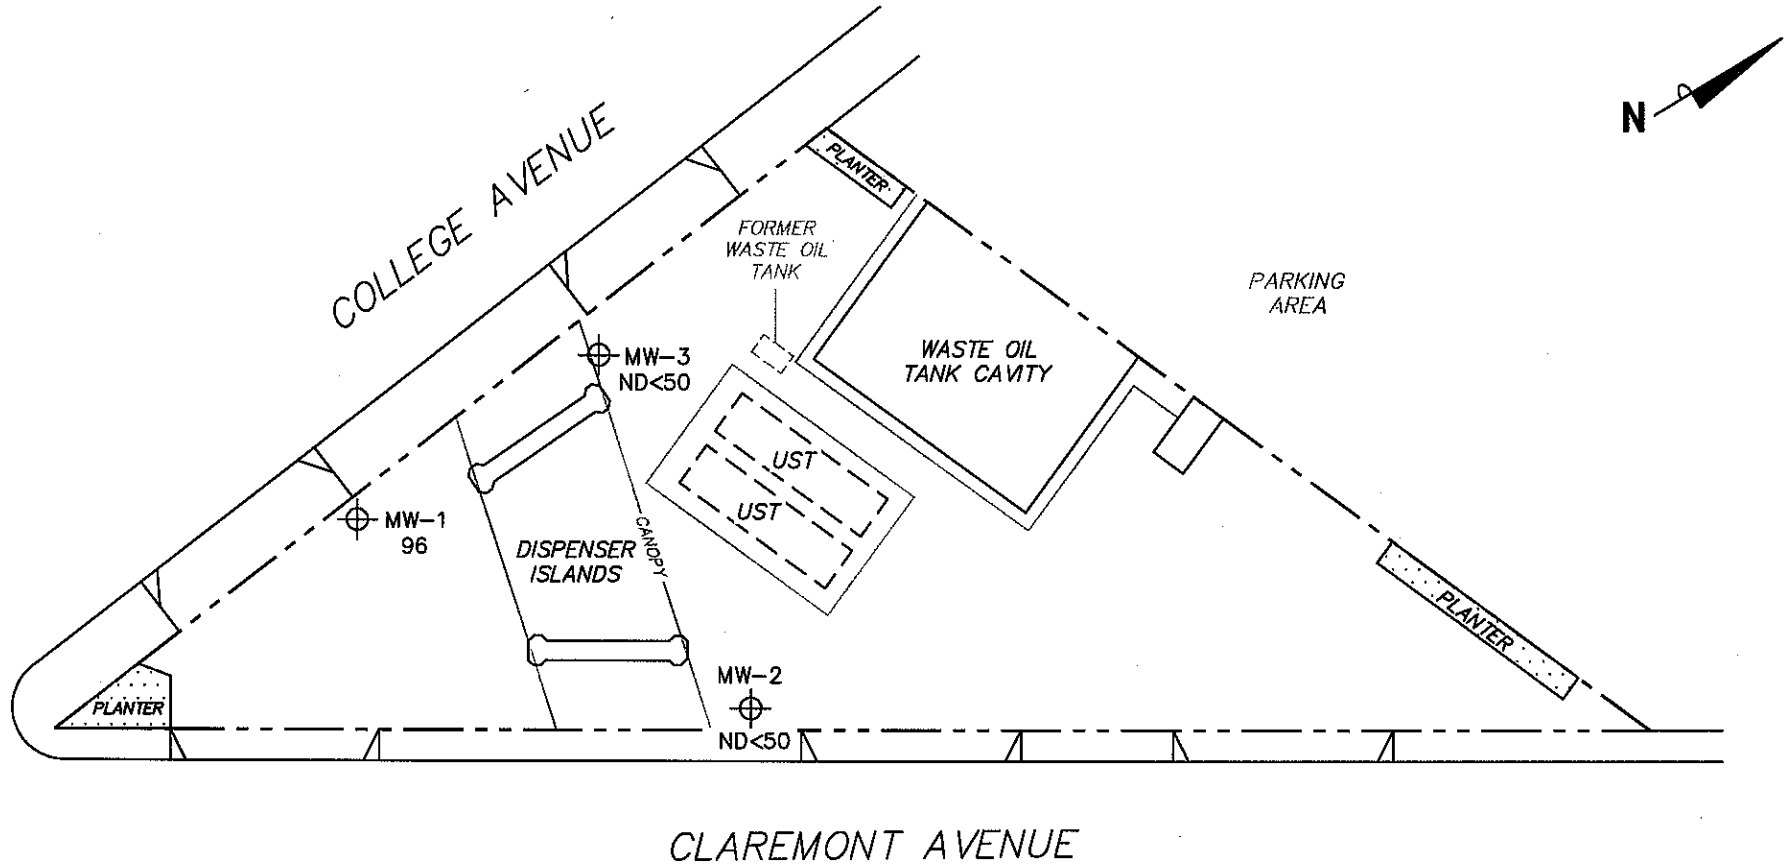 COLLEGE AVENUE
N
PLANTER
FORMER
WASTE OIL
TANK
PARKING
AREA
WASTE OIL
TANK CAVITY
MW-3
ND<50
UST
UST
MW-1
96
CANOPY
DISPENSER
ISLANDS
PLANTER
MW-2
ND<50
PLANTER
CLAREMONT AVENUE